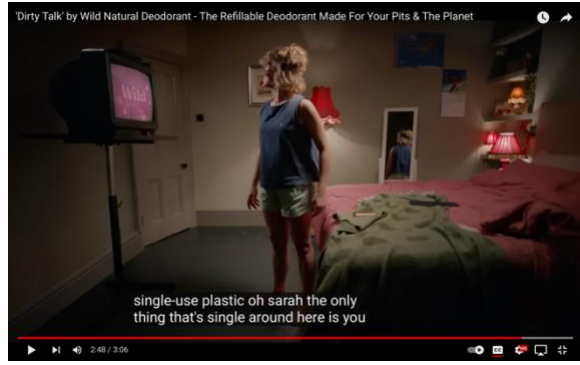 'Dirty Talk' by Wild Natural Deodorant - The Refillable Deodorant Made For Your Pits & The Planet
Wild
single-use plastic oh sarah the only
thing that's single around here is you
2:48 / 3:06